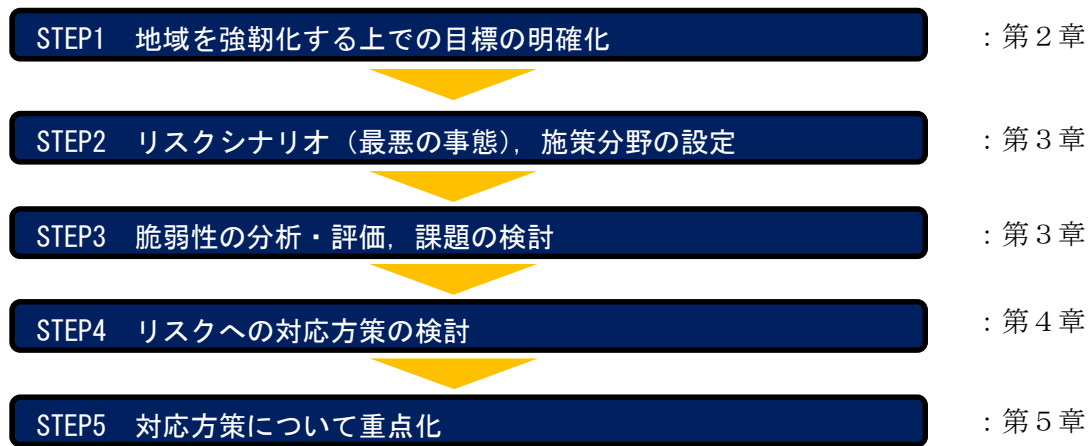 STEP1 地域を強靭化する上での目標の明確化 ：第２章
STEP2 リスクシナリオ（最悪の事態），施策分野の設定 ：第３章
STEP3 脆弱性の分析・評価，課題の検討 ：第３章
STEP4 リスクへの対応方策の検討 ：第４章
STEP5 対応方策について重点化 ：第５章